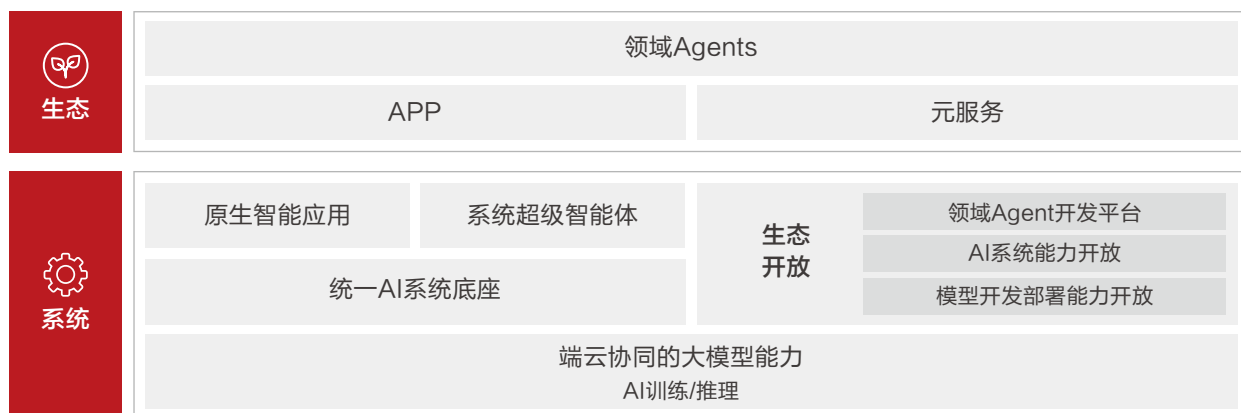 生态
领域Agents
APP
元服务
系统
原生智能应用
系统超级智能体
统一AI系统底座
生态
开放
领域Agent开发平台
AI系统能力开放
模型开发部署能力开放
端云协同的大模型能力
AI训练/推理